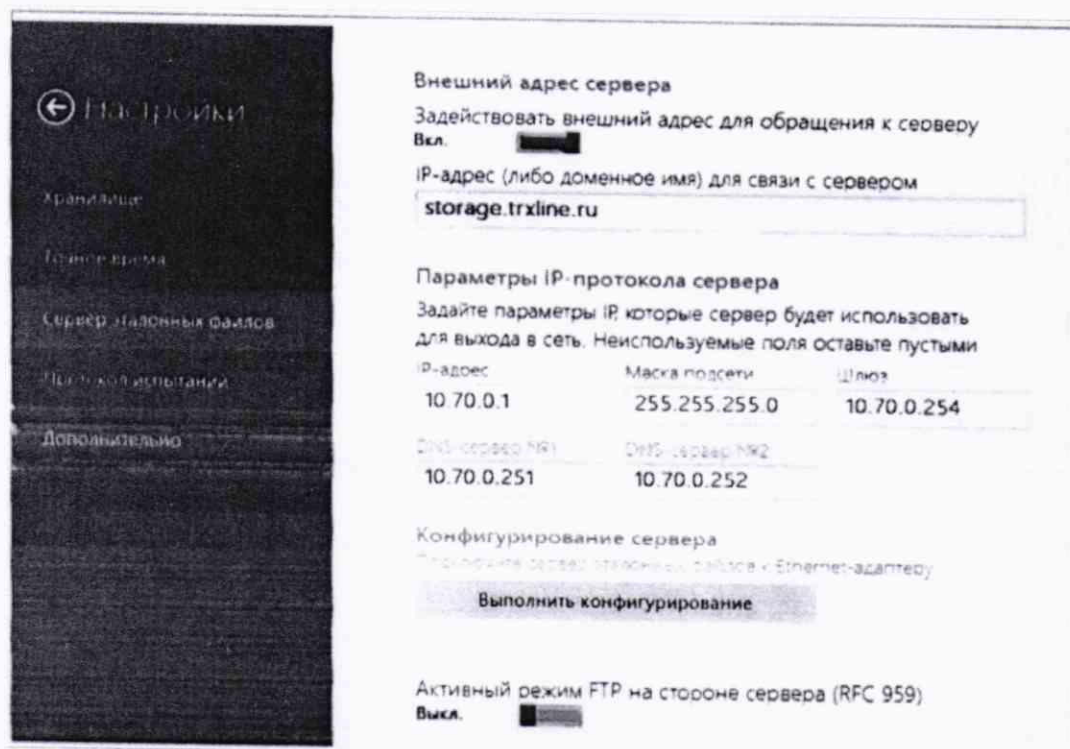 Настройки
Хранилище
Точное время
Сервер эталонных файлов
Протокол испытаний
Дополнительно
Внешний адрес сервера
Задействовать внешний адрес для обращения к серверу
Вкл.
IP-адрес (либо доменное имя) для связи с сервером
storage.trxline.ru
Параметры IP-протокола сервера
Задайте параметры IP, которые сервер будет использовать
для выхода в сеть. Неиспользуемые поля оставьте пустыми
IP-адрес Маска подсети Шлюз
10.70.0.1 255.255.255.0 10.70.0.254
DNS-сервер №1 DNS-сервер №2
10.70.0.251 10.70.0.252
Конфигурирование сервера
Подключите сервер эталонных файлов к Ethernet-адаптеру
Выполнить конфигурирование
Активный режим FTP на стороне сервера (RFC 959)
Выкл.